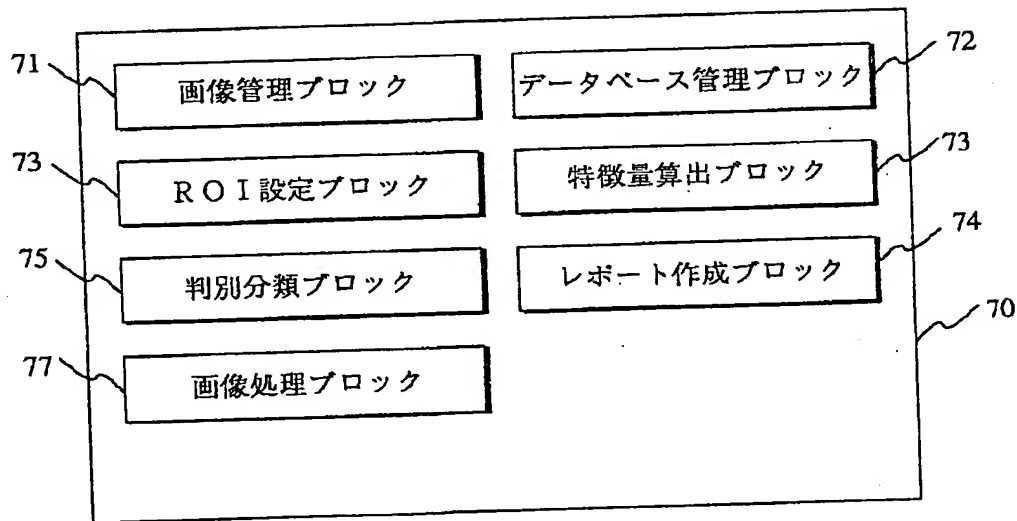 71 画像管理ブロック データベース管理ブロック 72
73 ROI設定ブロック 特徴量算出ブロック 73
75 判別分類ブロック レポート作成ブロック 74
70
77 画像処理ブロック